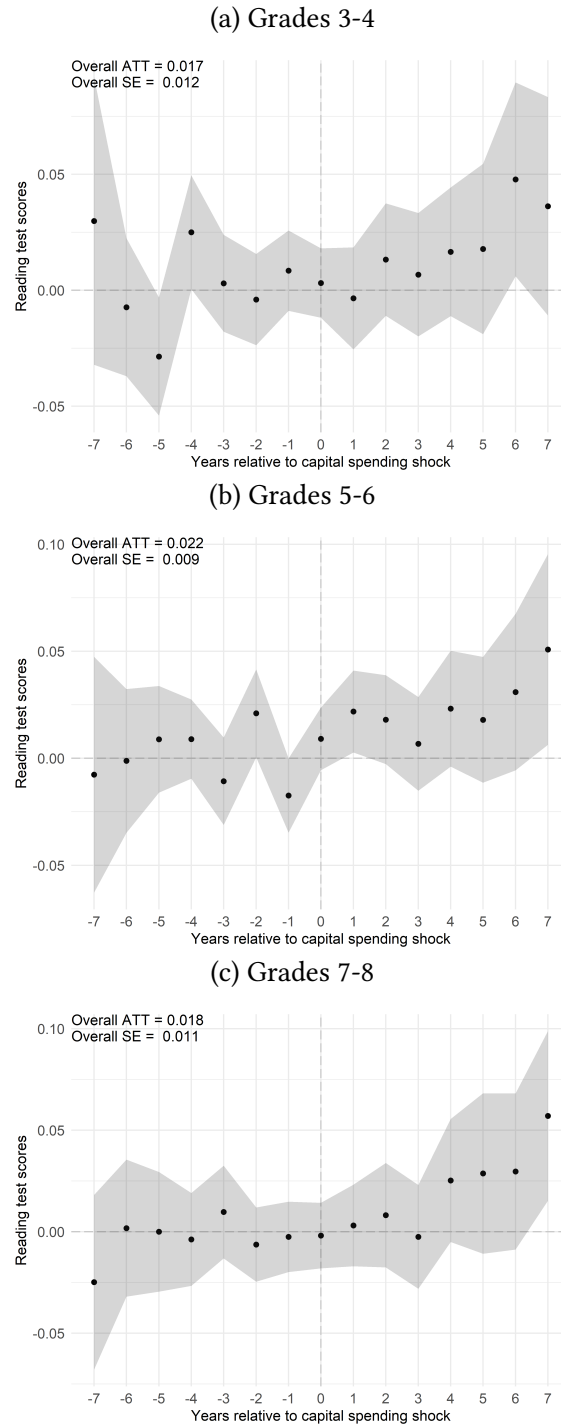 (a) Grades 3-4
Overall ATT = 0.017
Overall SE = 0.012
Reading test scores
0.05
0.00
-0.05
-7 -6 -5 -4 -3 -2 -1 0 1 2 3 4 5 6 7
Years relative to capital spending shock
(b) Grades 5-6
0.10
Overall ATT = 0.022
Overall SE = 0.009
Reading test scores
0.05
0.00
-0.05
-7 -6 -5 -4 -3 -2 -1 0 1 2 3 4 5 6 7
Years relative to capital spending shock
(c) Grades 7-8
Overall ATT = 0.018
0.10
Overall SE = 0.011
Reading test scores
0.05
0.00
-0.05
-7 -6 -5 -4 -3 -2 -1 0 1 2 3 4 5 6 7
Years relative to capital spending shock